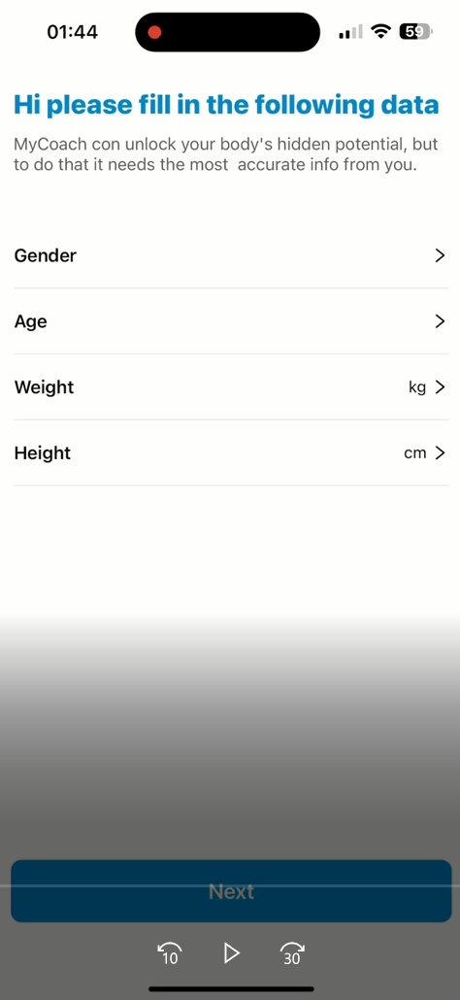 01:44
59
Hi please fill in the following data
MyCoach con unlock your body's hidden potential, but
to do that it needs the most  accurate info from you.
Gender
Age
Weight kg
Height cm
Next
10 30